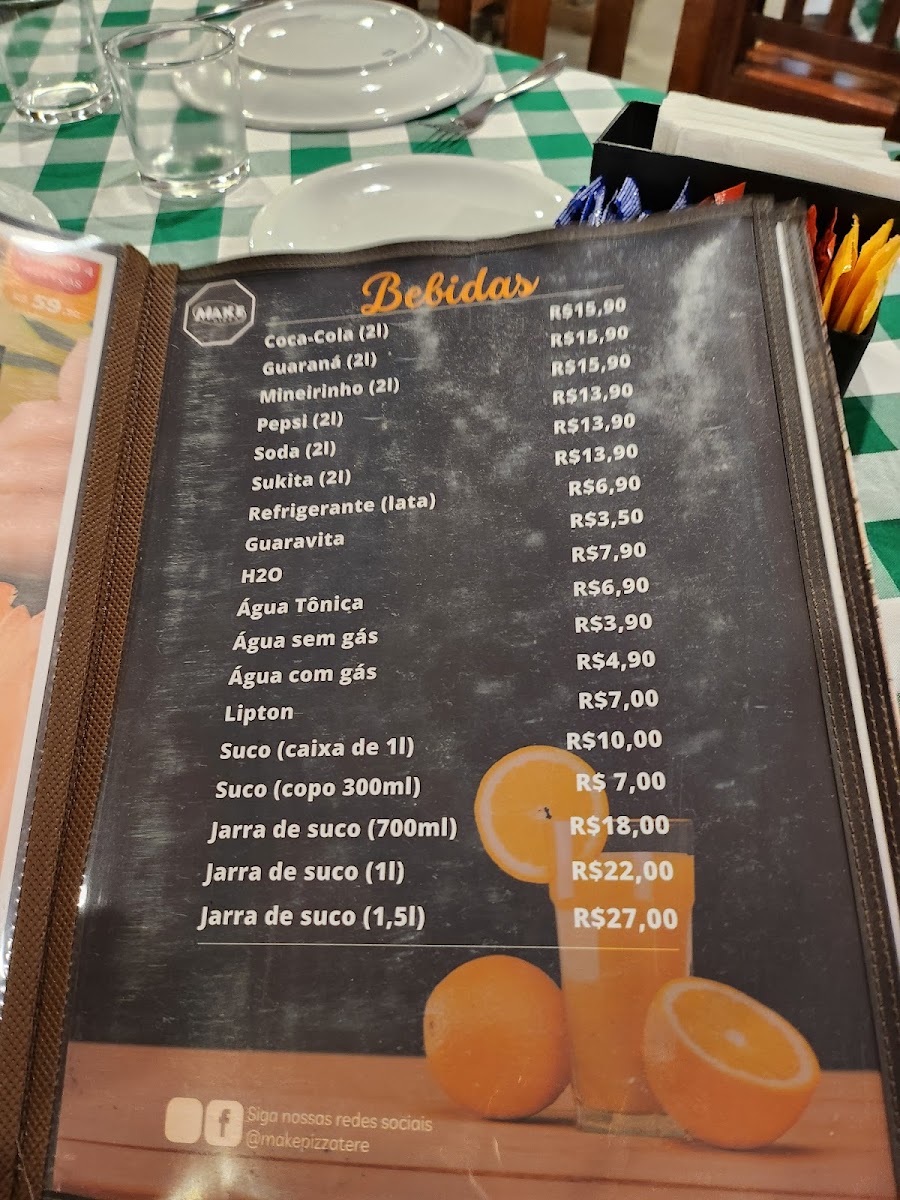 Bebidas
MAKE
Coca-Cola (2l) R$15,90
Guaraná (2l) R$15,90
Mineirinho (2l) R$15,90
Pepsi (2l) R$13,90
Soda (2l) R$13,90
Sukita (2l) R$13,90
Refrigerante (lata) R$6,90
Guaravita R$3,50
H2O R$7,90
Água Tônica R$6,90
Água sem gás R$3,90
Água com gás R$4,90
Lipton R$7,00
Suco (caixa de 1l) R$10,00
Suco (copo 300ml) R$ 7,00
Jarra de suco (700ml) R$18,00
Jarra de suco (1l) R$22,00
Jarra de suco (1,5l) R$27,00
f
Siga nossas redes sociais
@makepizzatere